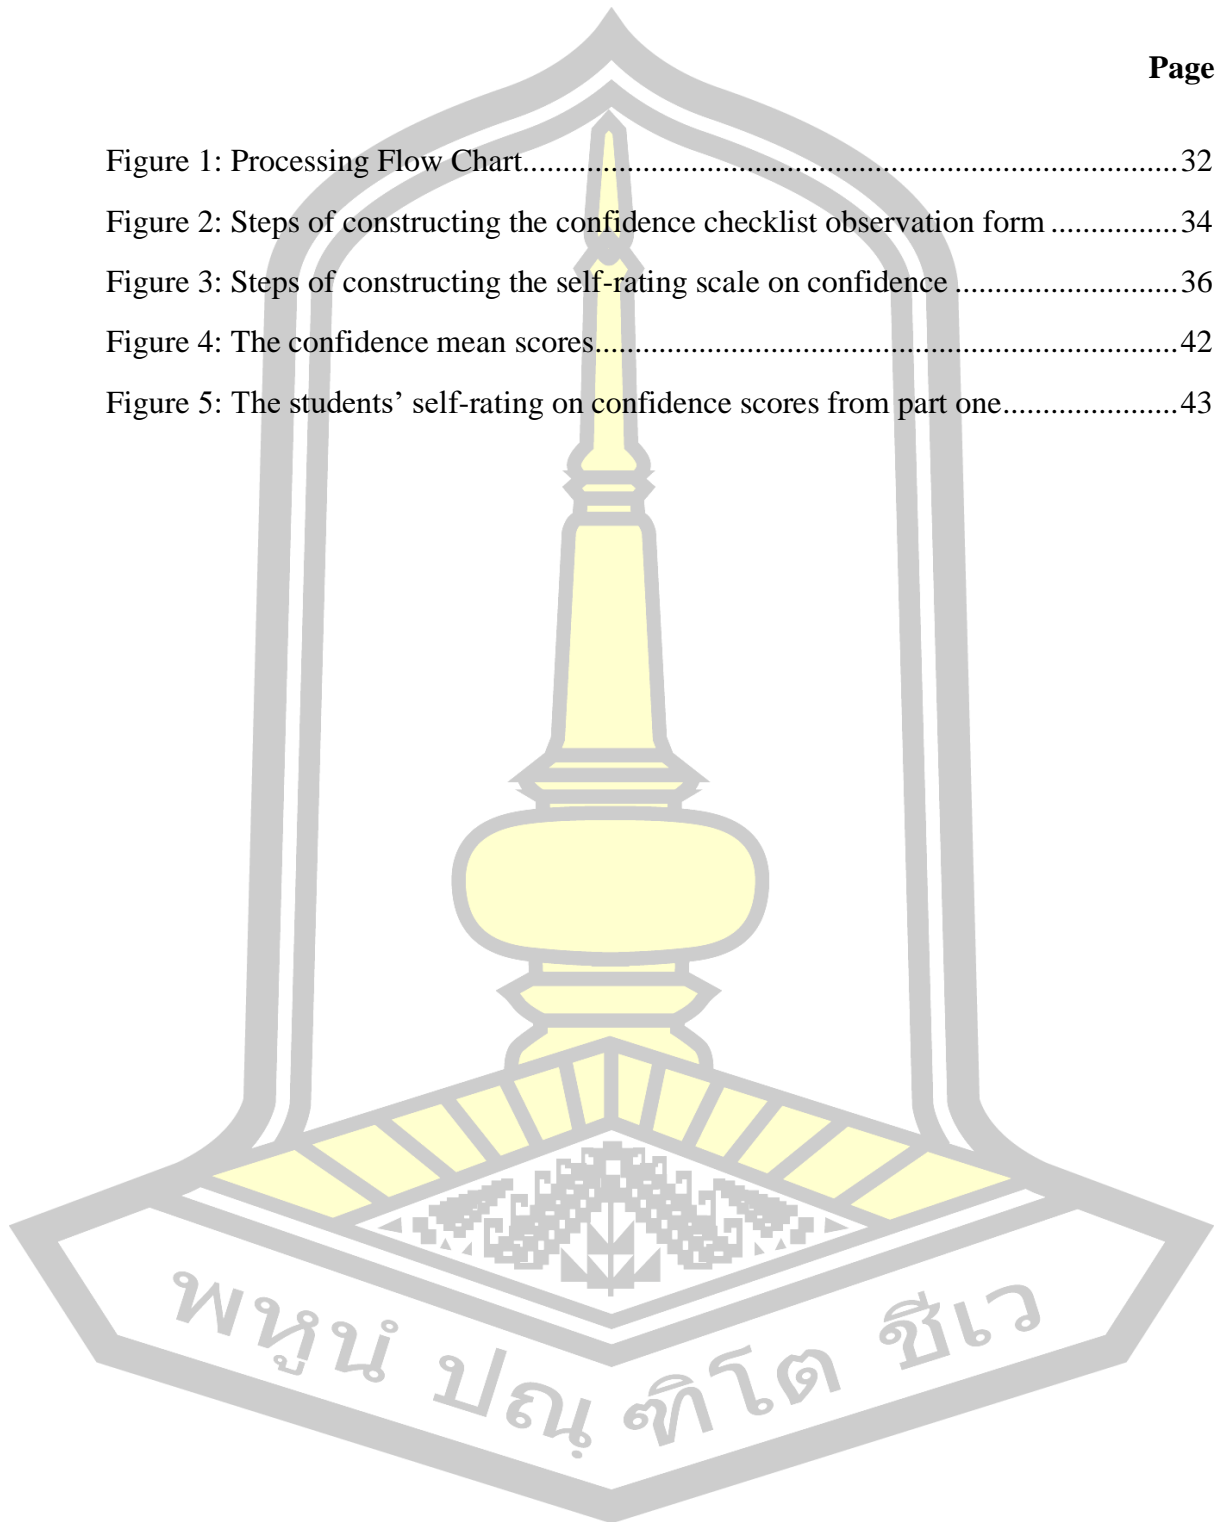 Page
Figure 1: Processing Flow Chart................................................................................32
Figure 2: Steps of constructing the confidence checklist observation form ................34
Figure 3: Steps of constructing the self-rating scale on confidence ...........................36
Figure 4: The confidence mean scores.......................................................................42
Figure 5: The students’ self-rating on confidence scores from part one......................43
พหูนํ ปณฺฑิโต ชีเว